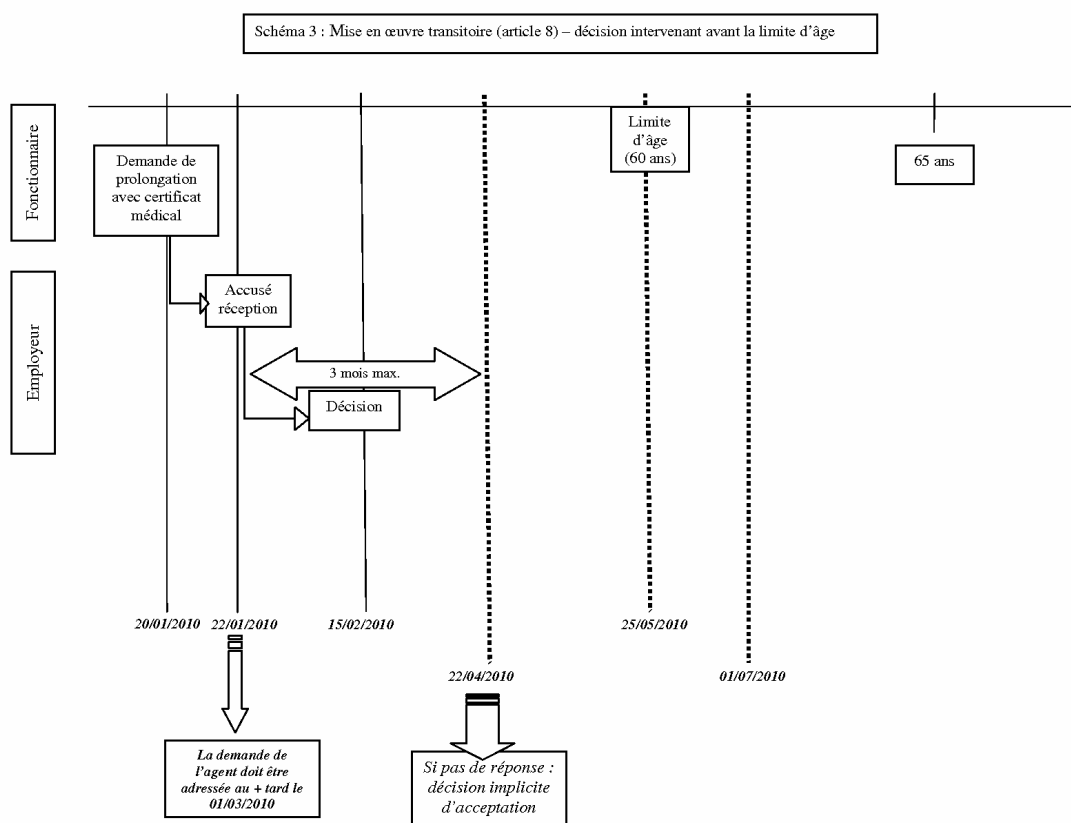 Schéma 3 : Mise en œuvre transitoire (article 8) – décision intervenant avant la limite d'âge
Fonctionnaire
Demande de
prolongation
avec certificat
médical
Limite
d'âge
(60 ans)
65 ans
Employeur
Accusé
réception
3 mois max.
Décision
20/01/2010
22/01/2010
15/02/2010
25/05/2010
22/04/2010
01/07/2010
La demande de
l'agent doit être
adressée au + tard le
01/03/2010
Si pas de réponse :
décision implicite
d'acceptation